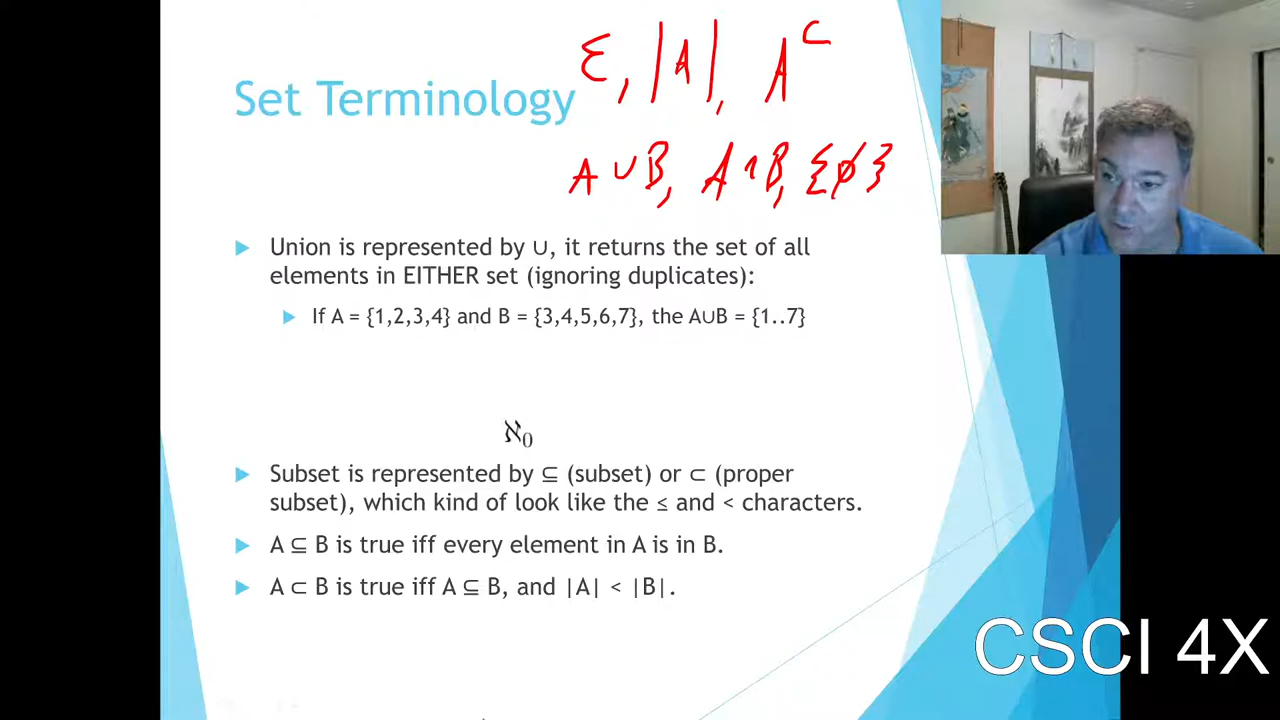 Set Terminology
∈, |A|, Aᶜ
A ∪ B, A ∩ B, {∅}
Union is represented by ∪, it returns the set of all
elements in EITHER set (ignoring duplicates):
If A = {1,2,3,4} and B = {3,4,5,6,7}, the A∪B = {1..7}
ℵ₀
Subset is represented by ⊆ (subset) or ⊂ (proper
subset), which kind of look like the ≤ and < characters.
A ⊆ B is true iff every element in A is in B.
A ⊂ B is true iff A ⊆ B, and |A| < |B|.
CSCI 4X